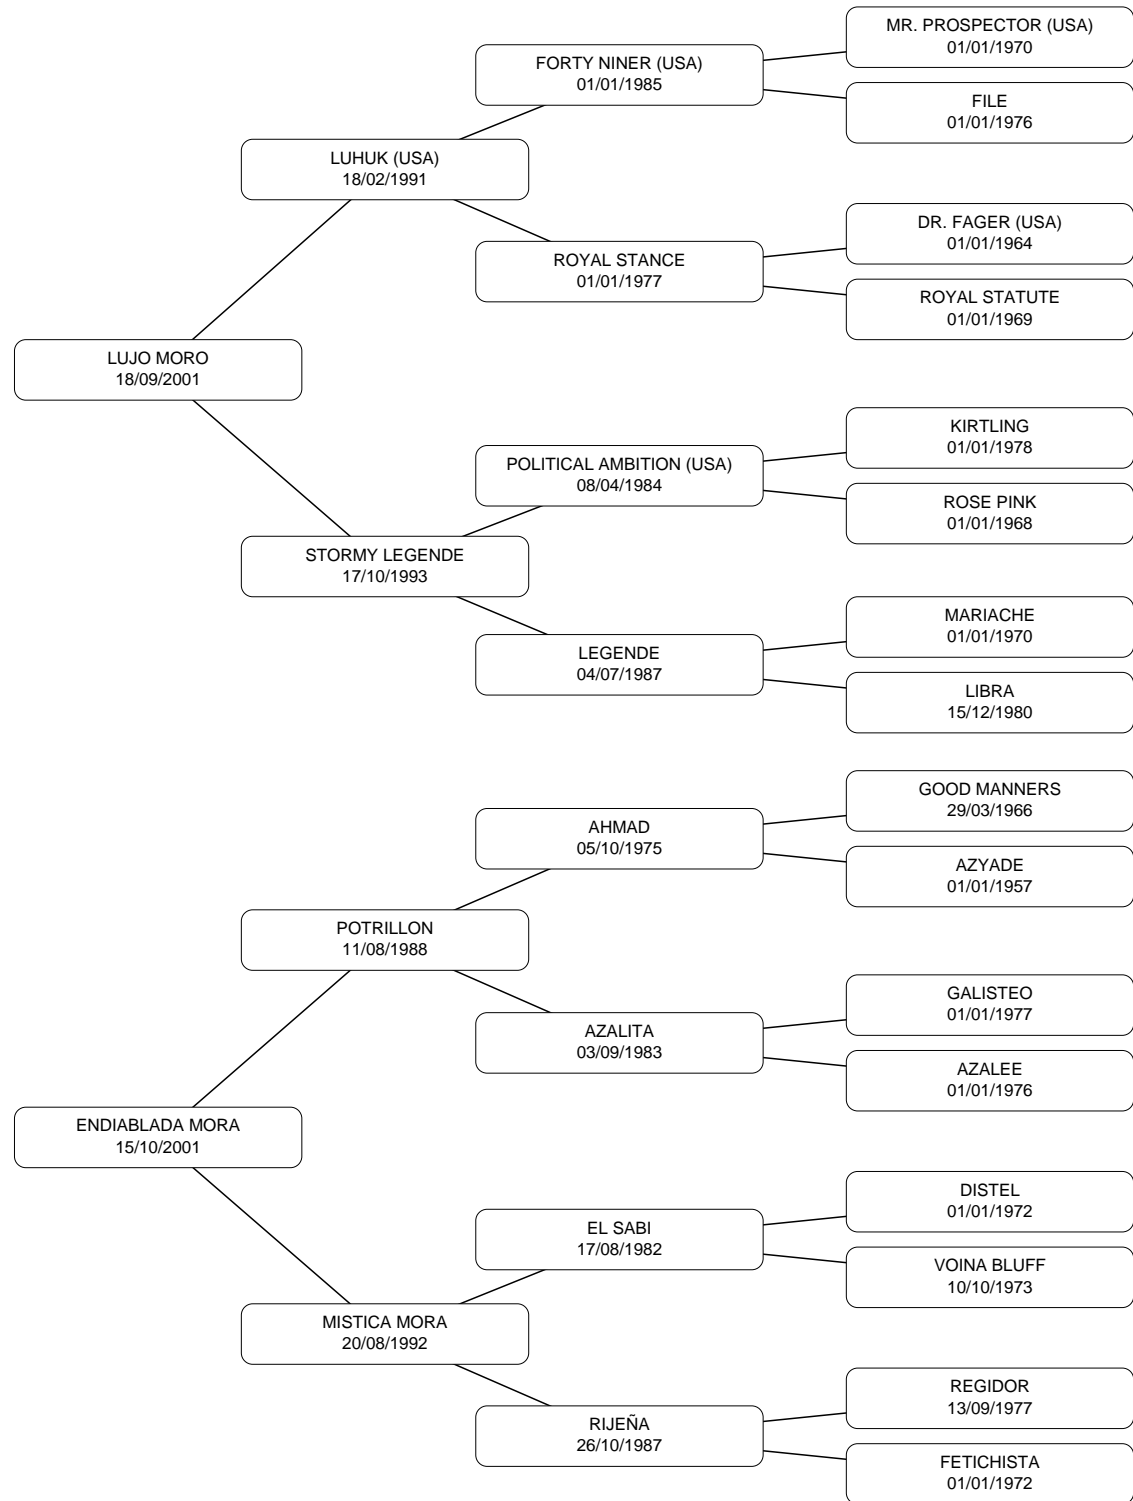 MR. PROSPECTOR (USA)
01/01/1970
FORTY NINER (USA)
01/01/1985
FILE
01/01/1976
LUHUK (USA)
18/02/1991
DR. FAGER (USA)
01/01/1964
ROYAL STANCE
01/01/1977
ROYAL STATUTE
01/01/1969
LUJO MORO
18/09/2001
KIRTLING
01/01/1978
POLITICAL AMBITION (USA)
08/04/1984
ROSE PINK
01/01/1968
STORMY LEGENDE
17/10/1993
MARIACHE
01/01/1970
LEGENDE
04/07/1987
LIBRA
15/12/1980
GOOD MANNERS
29/03/1966
AHMAD
05/10/1975
AZYADE
01/01/1957
POTRILLON
11/08/1988
GALISTEO
01/01/1977
AZALITA
03/09/1983
AZALEE
01/01/1976
ENDIABLADA MORA
15/10/2001
DISTEL
01/01/1972
EL SABI
17/08/1982
VOINA BLUFF
10/10/1973
MISTICA MORA
20/08/1992
REGIDOR
13/09/1977
RIJEÑA
26/10/1987
FETICHISTA
01/01/1972